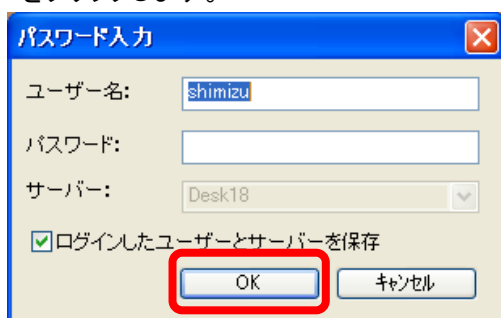 をクリックします。
パスワード入力
ユーザー名: shimizu
パスワード:
サーバー: Desk18
ログインしたユーザーとサーバーを保存
OK キャンセル